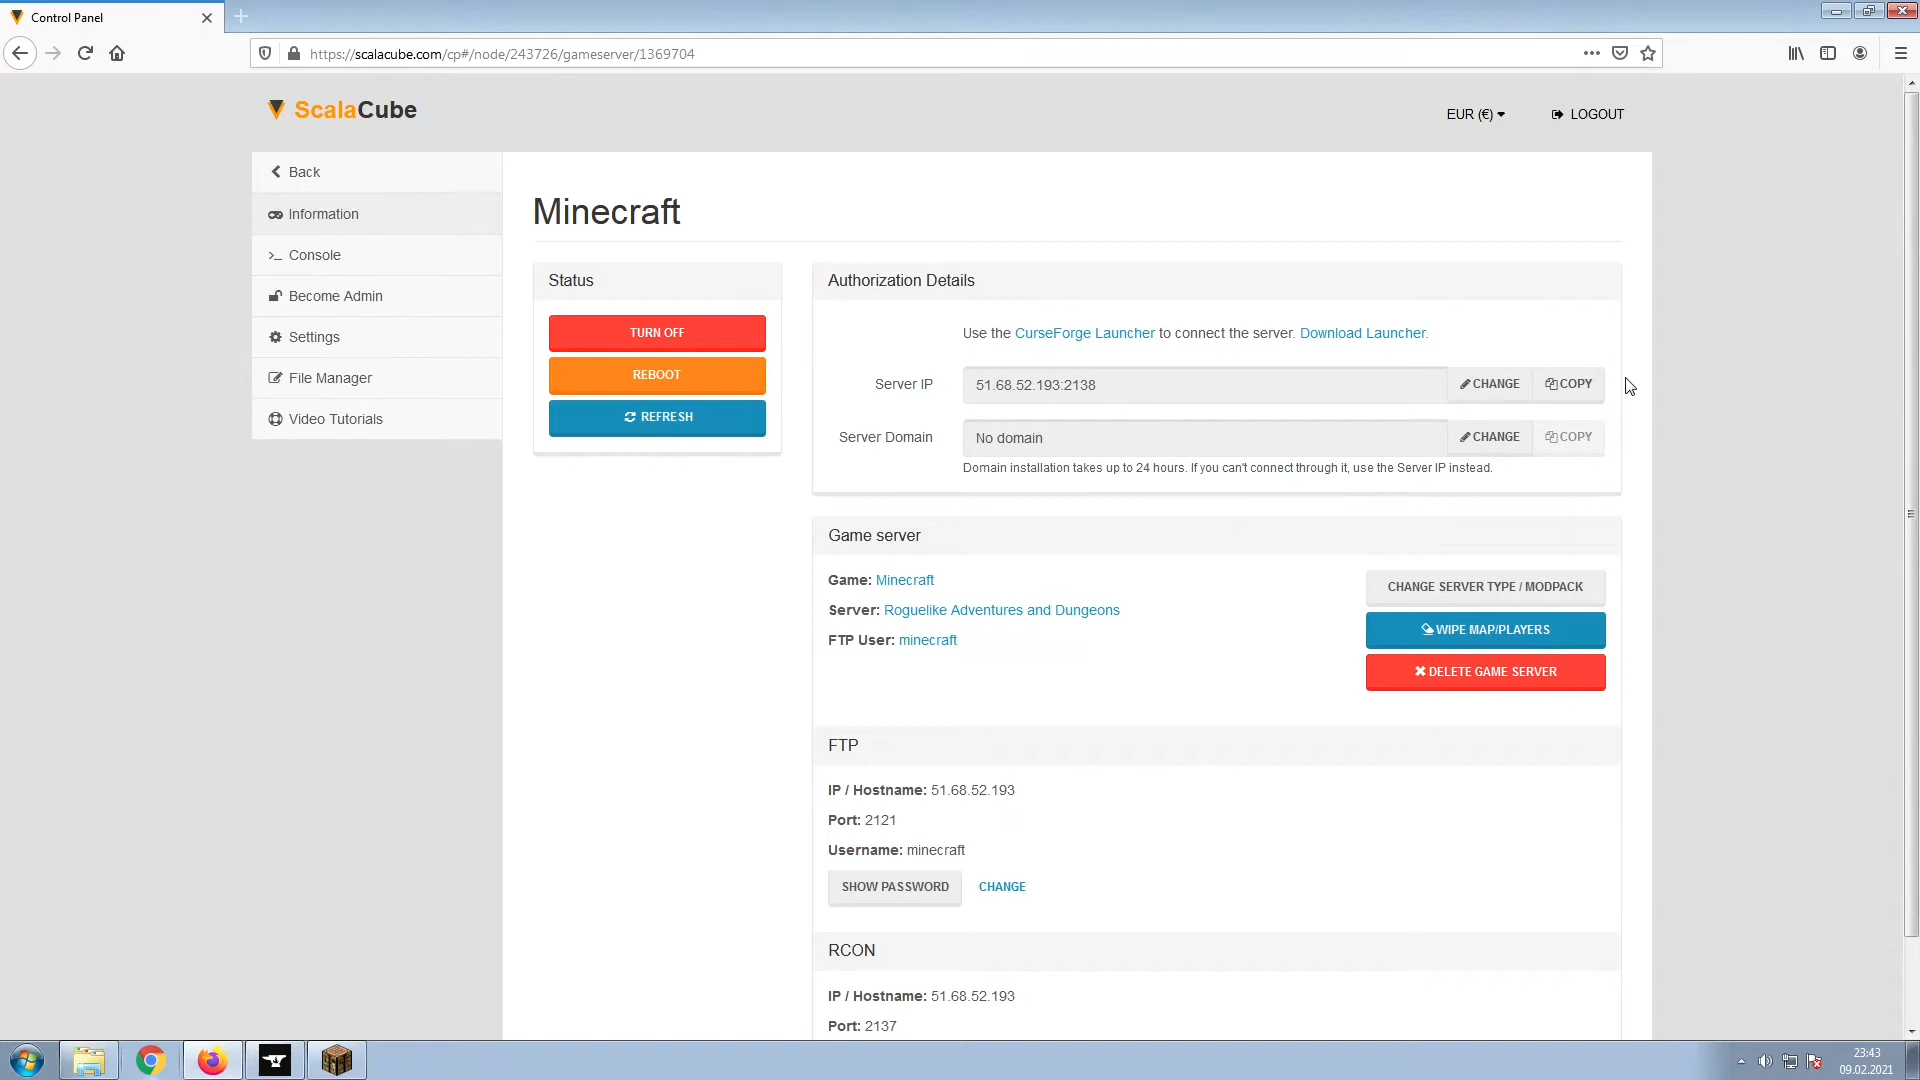 Control Panel
https://scalacube.com/cp#/node/243726/gameserver/1369704
ScalaCube
EUR (€)
LOGOUT
Back
Information
Console
Become Admin
Settings
File Manager
Video Tutorials
Minecraft
Status
TURN OFF
REBOOT
REFRESH
Authorization Details
Use the CurseForge Launcher to connect the server. Download Launcher.
Server IP
51.68.52.193:2138
CHANGE
COPY
Server Domain
No domain
CHANGE
COPY
Domain installation takes up to 24 hours. If you can't connect through it, use the Server IP instead.
Game server
Game: Minecraft
Server: Roguelike Adventures and Dungeons
FTP User: minecraft
CHANGE SERVER TYPE / MODPACK
WIPE MAP/PLAYERS
DELETE GAME SERVER
FTP
IP / Hostname: 51.68.52.193
Port: 2121
Username: minecraft
SHOW PASSWORD
CHANGE
RCON
IP / Hostname: 51.68.52.193
Port: 2137
23:43
09.02.2021